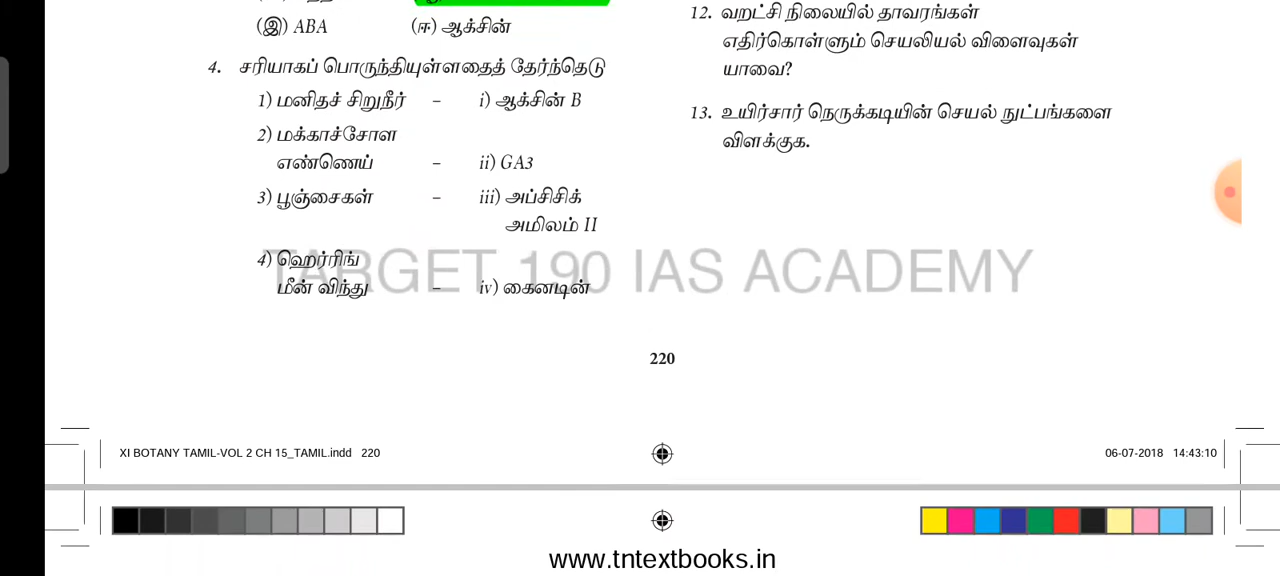 (இ) ABA (ஈ) ஆக்சின்
4. சரியாகப் பொருந்தியுள்ளதைத் தேர்ந்தெடு
1) மனிதச் சிறுநீர் – i) ஆக்சின் B
2) மக்காச்சோள
எண்ணெய் – ii) GA3
3) பூஞ்சைகள் – iii) அப்சிசிக்
அமிலம் II
4) ஹெர்ரிங்
மீன் விந்து – iv) கைனடின்
12. வறட்சி நிலையில் தாவரங்கள்
எதிர்கொள்ளும் செயலியல் விளைவுகள்
யாவை?
13. உயிர்சார் நெருக்கடியின் செயல் நுட்பங்களை
விளக்குக.
TARGET 190 IAS ACADEMY
220
XI BOTANY TAMIL-VOL 2 CH 15_TAMIL.indd 220
06-07-2018 14:43:10
www.tntextbooks.in